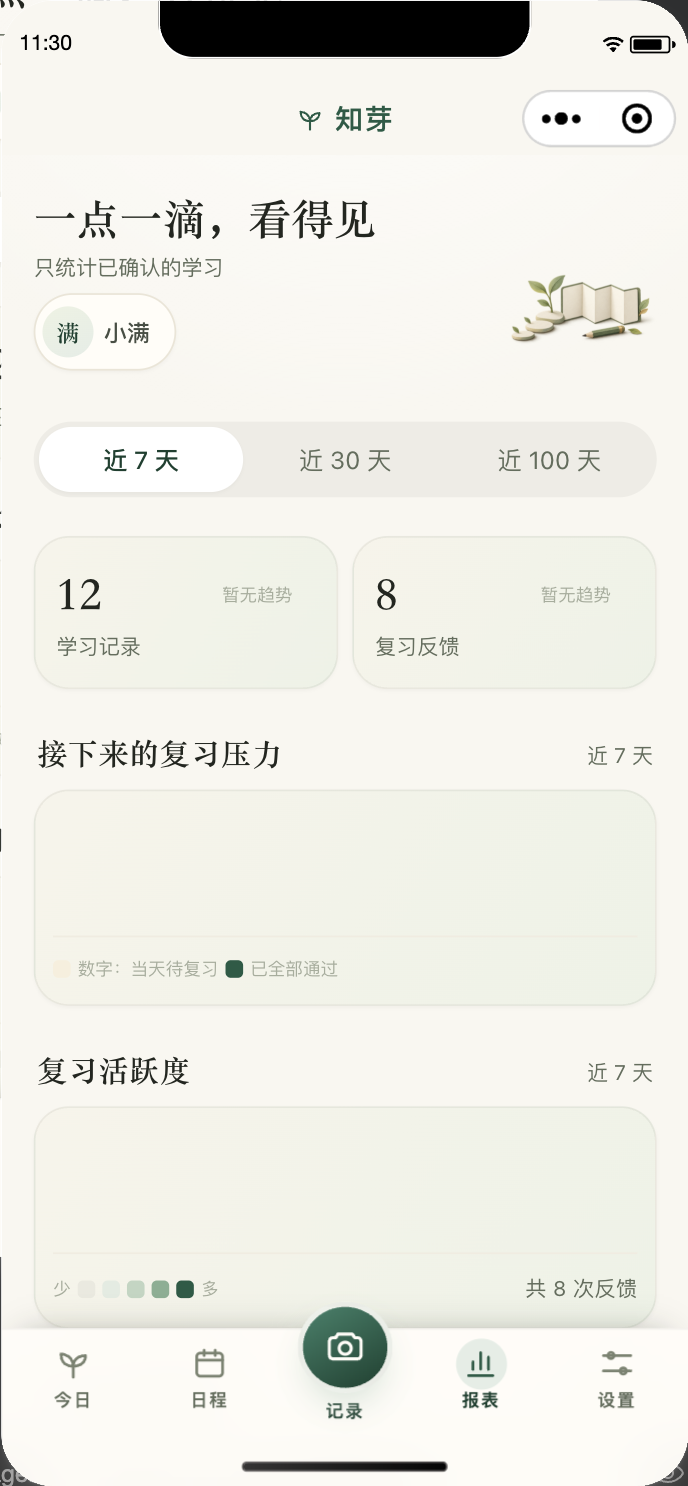 11:30
知芽
一点一滴，看得见
只统计已确认的学习
满 小满
近 7 天 近 30 天 近 100 天
12 暂无趋势 8 暂无趋势
学习记录 复习反馈
接下来的复习压力 近 7 天
数字：当天待复习 已全部通过
复习活跃度 近 7 天
少 多 共 8 次反馈
今日 日程 记录 报表 设置